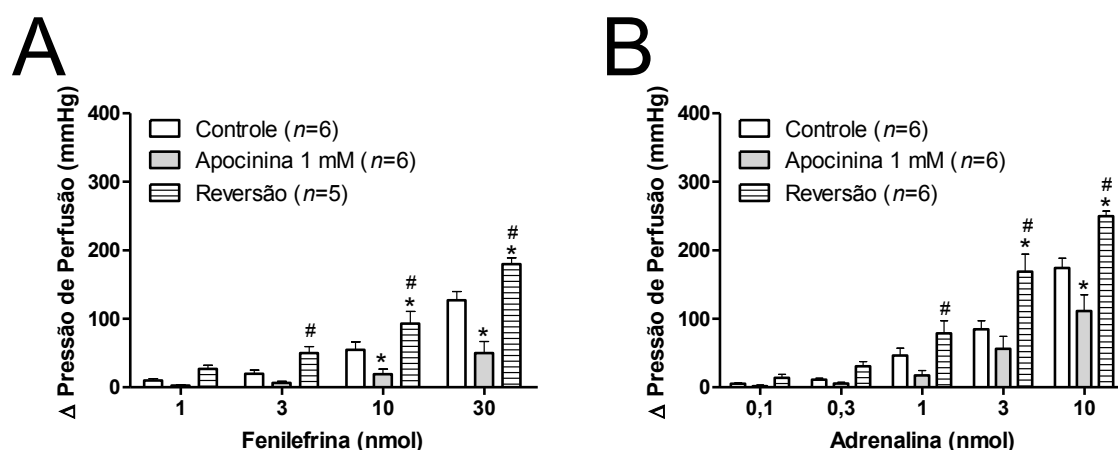 A
Δ Pressão de Perfusão (mmHg)
400
300
200
100
0
Controle (n=6)
Apocinina 1 mM (n=6)
Reversão (n=5)
#
*
#
*
*
#
*
1
3
10
30
Fenilefrina (nmol)
B
Δ Pressão de Perfusão (mmHg)
400
300
200
100
0
Controle (n=6)
Apocinina 1 mM (n=6)
Reversão (n=6)
#
#
*
*
#
*
0,1
0,3
1
3
10
Adrenalina (nmol)